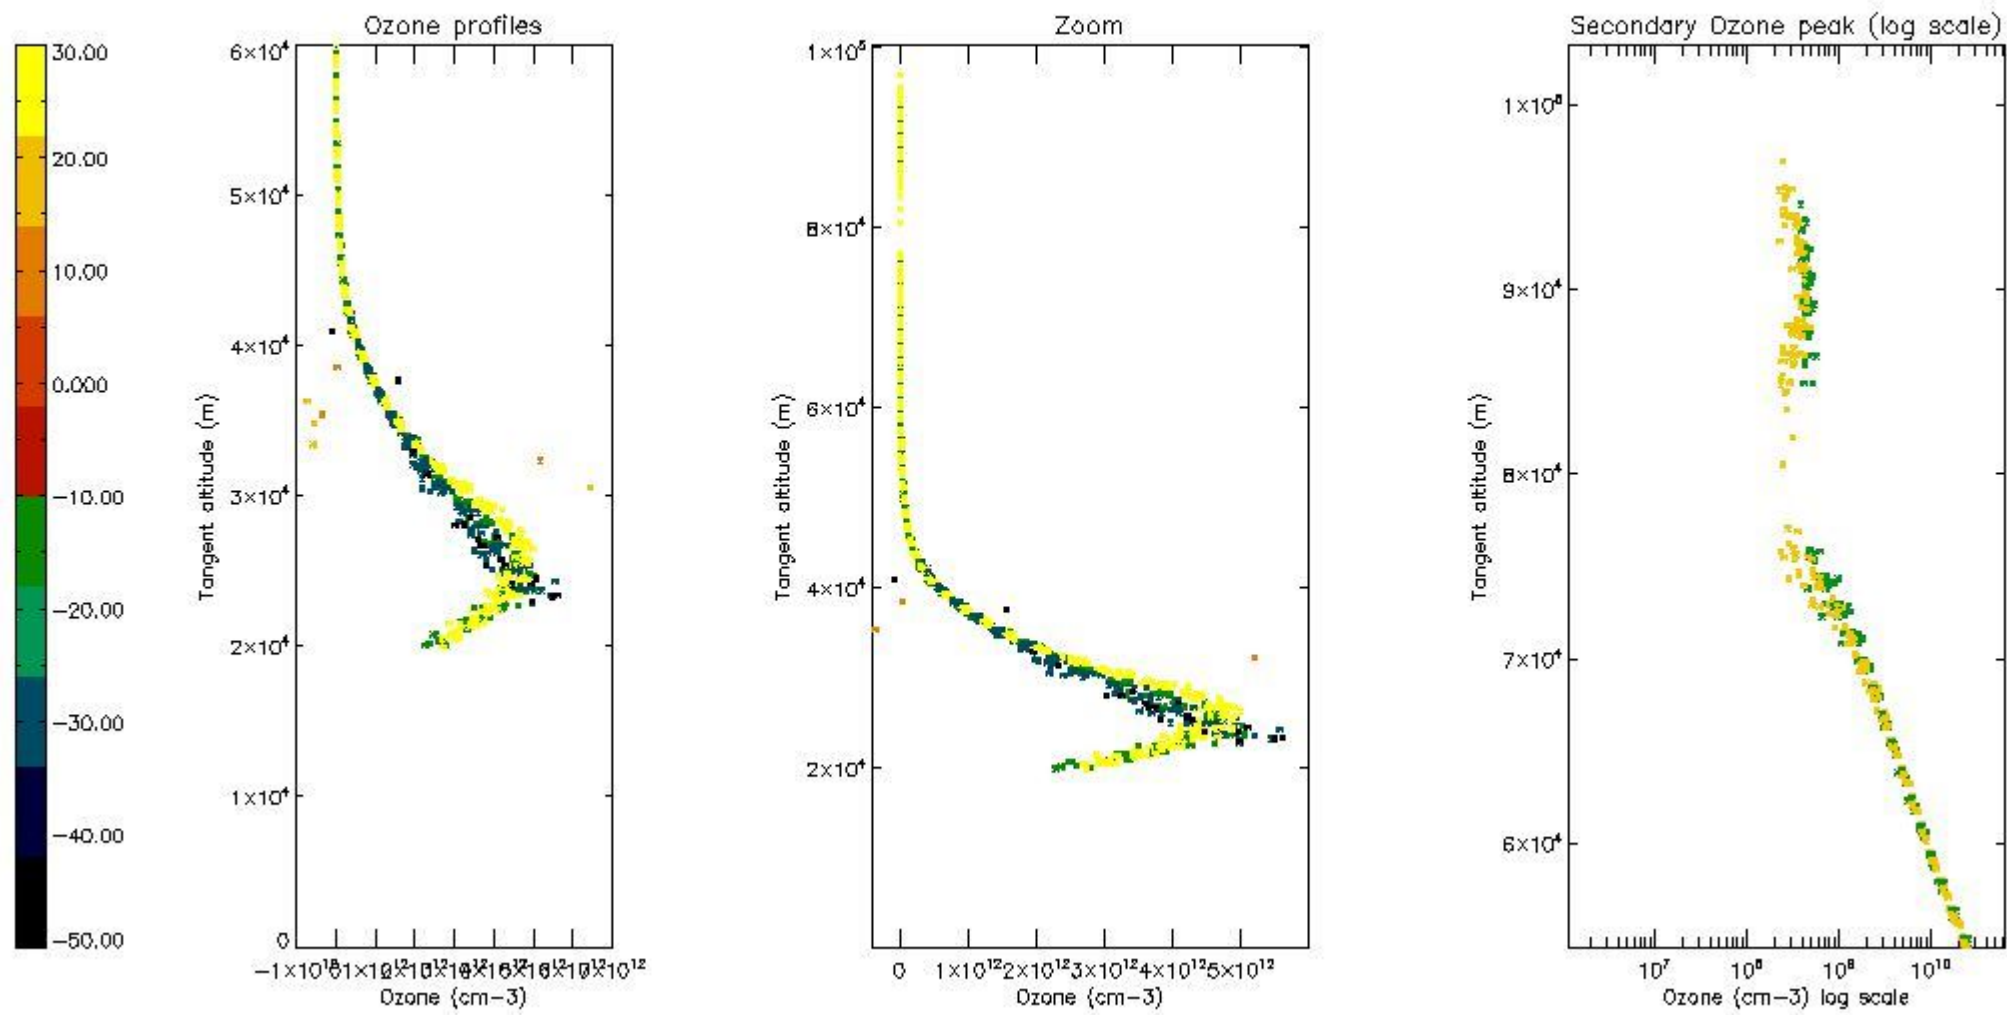 Ozone profiles
Zoom
Secondary Ozone peak (log scale)
30.00
20.00
10.00
0.000
−10.00
−20.00
−30.00
−40.00
−50.00
6×10⁴
5×10⁴
4×10⁴
3×10⁴
2×10⁴
1×10⁴
0
Tangent altitude (m)
Ozone (cm−3)
1×10⁵
8×10⁴
6×10⁴
4×10⁴
2×10⁴
Tangent altitude (m)
0 1×10¹² 2×10¹² 3×10¹² 4×10¹² 5×10¹²
Ozone (cm−3)
9×10⁴
8×10⁴
7×10⁴
6×10⁴
Tangent altitude (m)
10⁷ 10¹⁰
Ozone (cm−3) log scale